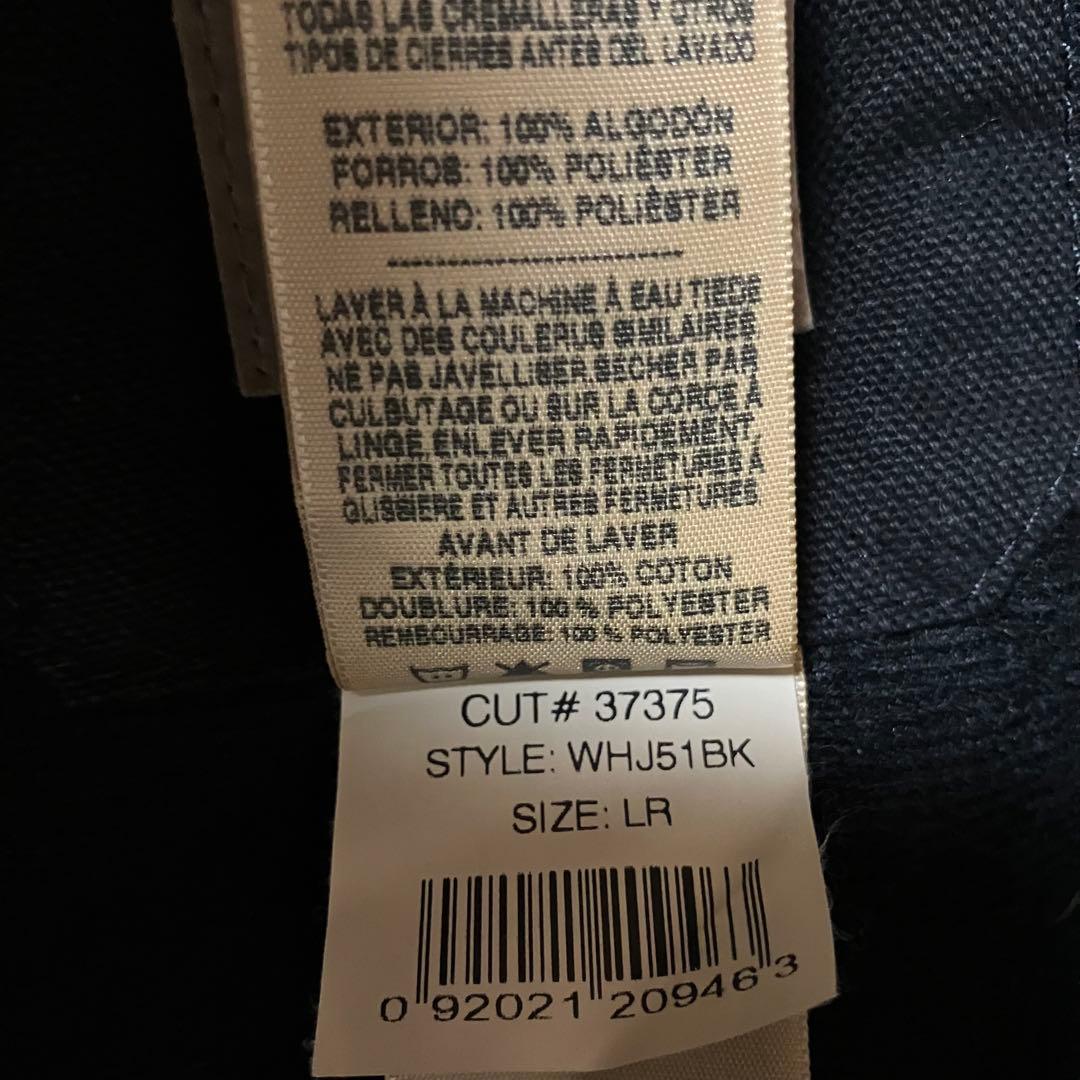 TODAS LAS CREMALLERAS Y OTROS
TIPOS DE CIERRES ANTES DEL LAVADO
EXTERIOR: 100% ALGODÓN
FORROS: 100% POLIÉSTER
RELLENO: 100% POLIÉSTER
LAVER À LA MACHINE À EAU TIEDE
AVEC DES COULERUS SIMILAIRES.
NE PAS JAVELLISER.SECHER PAR
CULBUTAGE OU SUR LA CORDE À
LINGE ENLEVER RAPIDEMENT.
FERMER TOUTES LES FERMETURES À
GLISSIERE ET AUTRES FERMETURES
AVANT DE LAVER
EXTÉRIEUR: 100% COTON
DOUBLURE: 100 % POLYESTER
REMBOURRAGE: 100 % POLYESTER
CUT# 37375
STYLE: WHJ51BK
SIZE: LR
0 92021 20946 3